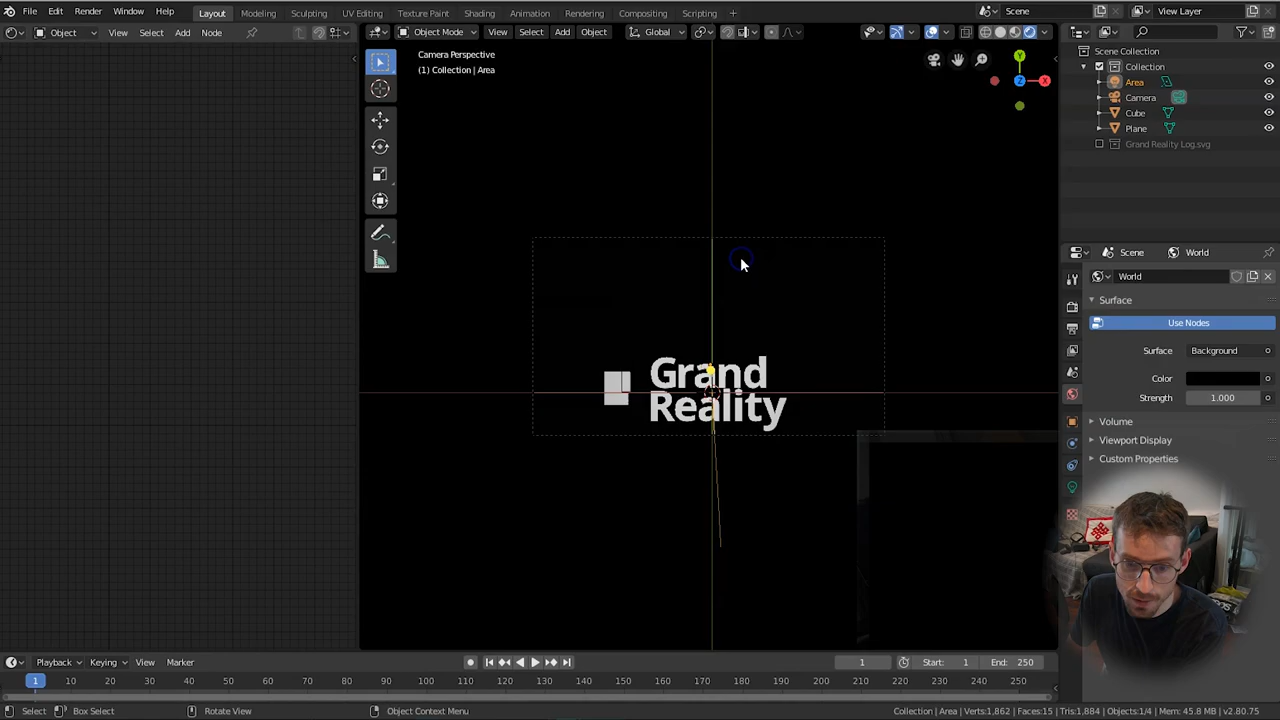 File Edit Render Window Help Layout Modeling Sculpting UV Editing Texture Paint Shading Animation Rendering Compositing Scripting + Scene View Layer
Object View Select Add Node
Object Mode View Select Add Object Global
Camera Perspective
(1) Collection | Area
Y
Z
X
Scene Collection
Collection
Area
Camera
Cube
Plane
Grand Reality Log.svg
Scene World
World
Surface
Use Nodes
Surface Background
Color
Strength 1.000
Volume
Viewport Display
Custom Properties
Grand
Reality
Playback Keying View Marker 1 Start: 1 End: 250
1 10 20 30 40 50 60 70 80 90 100 110 120 130 140 150 160 170 180 190 200 210 220 230 240 250
Select Box Select Rotate View Object Context Menu Collection | Area | Verts:1,862 | Faces:15 | Tris:1,884 | Objects:1/4 | Mem: 45.8 MB | v2.80.75